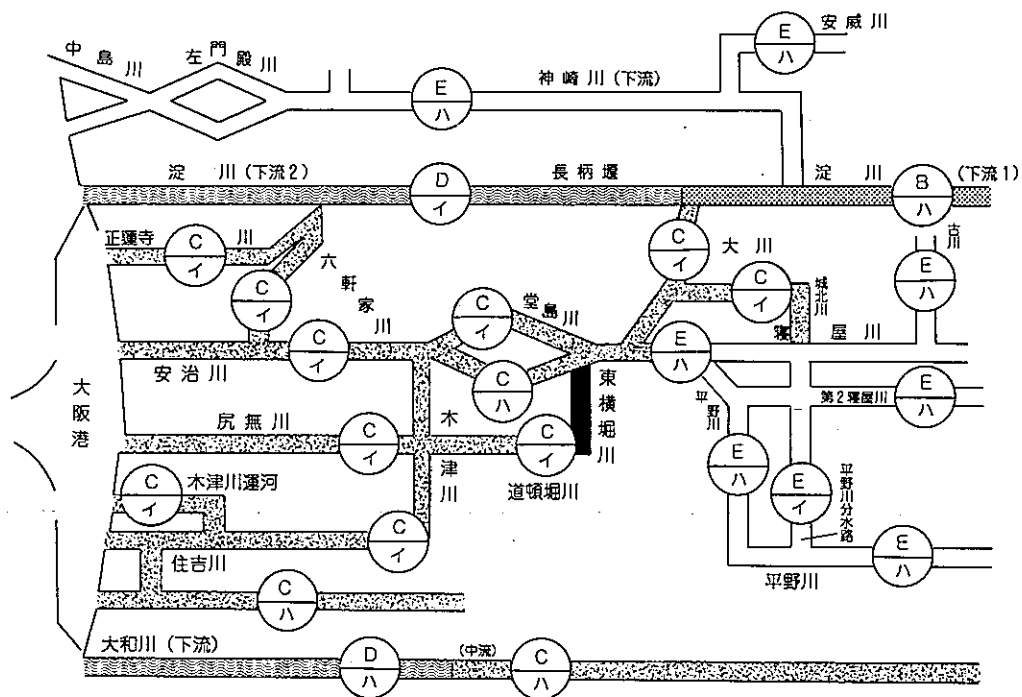 中島川
左門殿川
安威川
E
ハ
E
ハ
神崎川(下流)
淀川(下流2)
D
イ
長柄堰
淀川
B
ハ
(下流1)
正蓮寺川
C
イ
C
イ
大川
古川
E
ハ
六軒家川
C
イ
C
イ
堂島川
C
イ
城北川
寝屋川
安治川
C
イ
E
ハ
C
ハ
大阪港
東横堀川
平野川
第2寝屋川
E
ハ
尻無川
C
イ
木津川
C
イ
道頓堀川
E
ハ
E
イ
平野川分水路
木津川運河
C
イ
住吉川
C
イ
平野川
E
ハ
C
ハ
大和川(下流)
D
ハ
(中流)
C
ハ